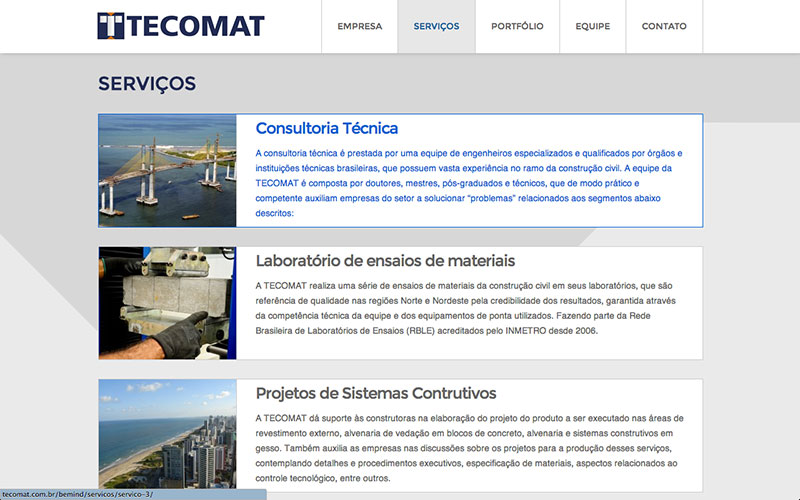 TECOMAT
EMPRESA
SERVIÇOS
PORTFÓLIO
EQUIPE
CONTATO
SERVIÇOS
Consultoria Técnica
A consultoria técnica é prestada por uma equipe de engenheiros especializados e qualificados por órgãos e
instituições técnicas brasileiras, que possuem vasta experiência no ramo da construção civil. A equipe da
TECOMAT é composta por doutores, mestres, pós-graduados e técnicos, que de modo prático e
competente auxiliam empresas do setor a solucionar "problemas" relacionados aos segmentos abaixo
descritos:
Laboratório de ensaios de materiais
A TECOMAT realiza uma série de ensaios de materiais da construção civil em seus laboratórios, que são
referência de qualidade nas regiões Norte e Nordeste pela credibilidade dos resultados, garantida através
da competência técnica da equipe e dos equipamentos de ponta utilizados. Fazendo parte da Rede
Brasileira de Laboratórios de Ensaios (RBLE) acreditados pelo INMETRO desde 2006.
Projetos de Sistemas Contrutivos
A TECOMAT dá suporte às construtoras na elaboração do projeto do produto a ser executado nas áreas de
revestimento externo, alvenaria de vedação em blocos de concreto, alvenaria e sistemas construtivos em
gesso. Também auxilia as empresas nas discussões sobre os projetos para a produção desses serviços,
contemplando detalhes e procedimentos executivos, especificação de materiais, aspectos relacionados ao
controle tecnológico, entre outros.
tecomat.com.br/bemind/servicos/servico-3/